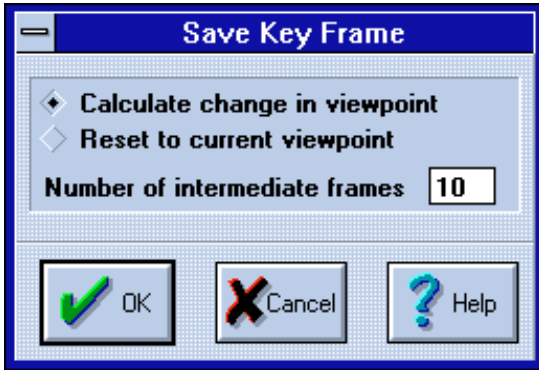 Save Key Frame
Calculate change in viewpoint
Reset to current viewpoint
Number of intermediate frames 10
OK Cancel Help